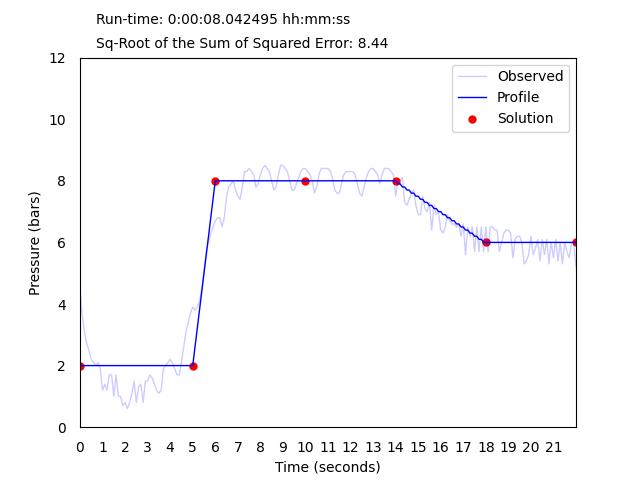 Run-time: 0:00:08.042495 hh:mm:ss
Sq-Root of the Sum of Squared Error: 8.44
12
10
8
6
4
2
0
Pressure (bars)
Observed
Profile
Solution
0 1 2 3 4 5 6 7 8 9 10 11 12 13 14 15 16 17 18 19 20 21
Time (seconds)